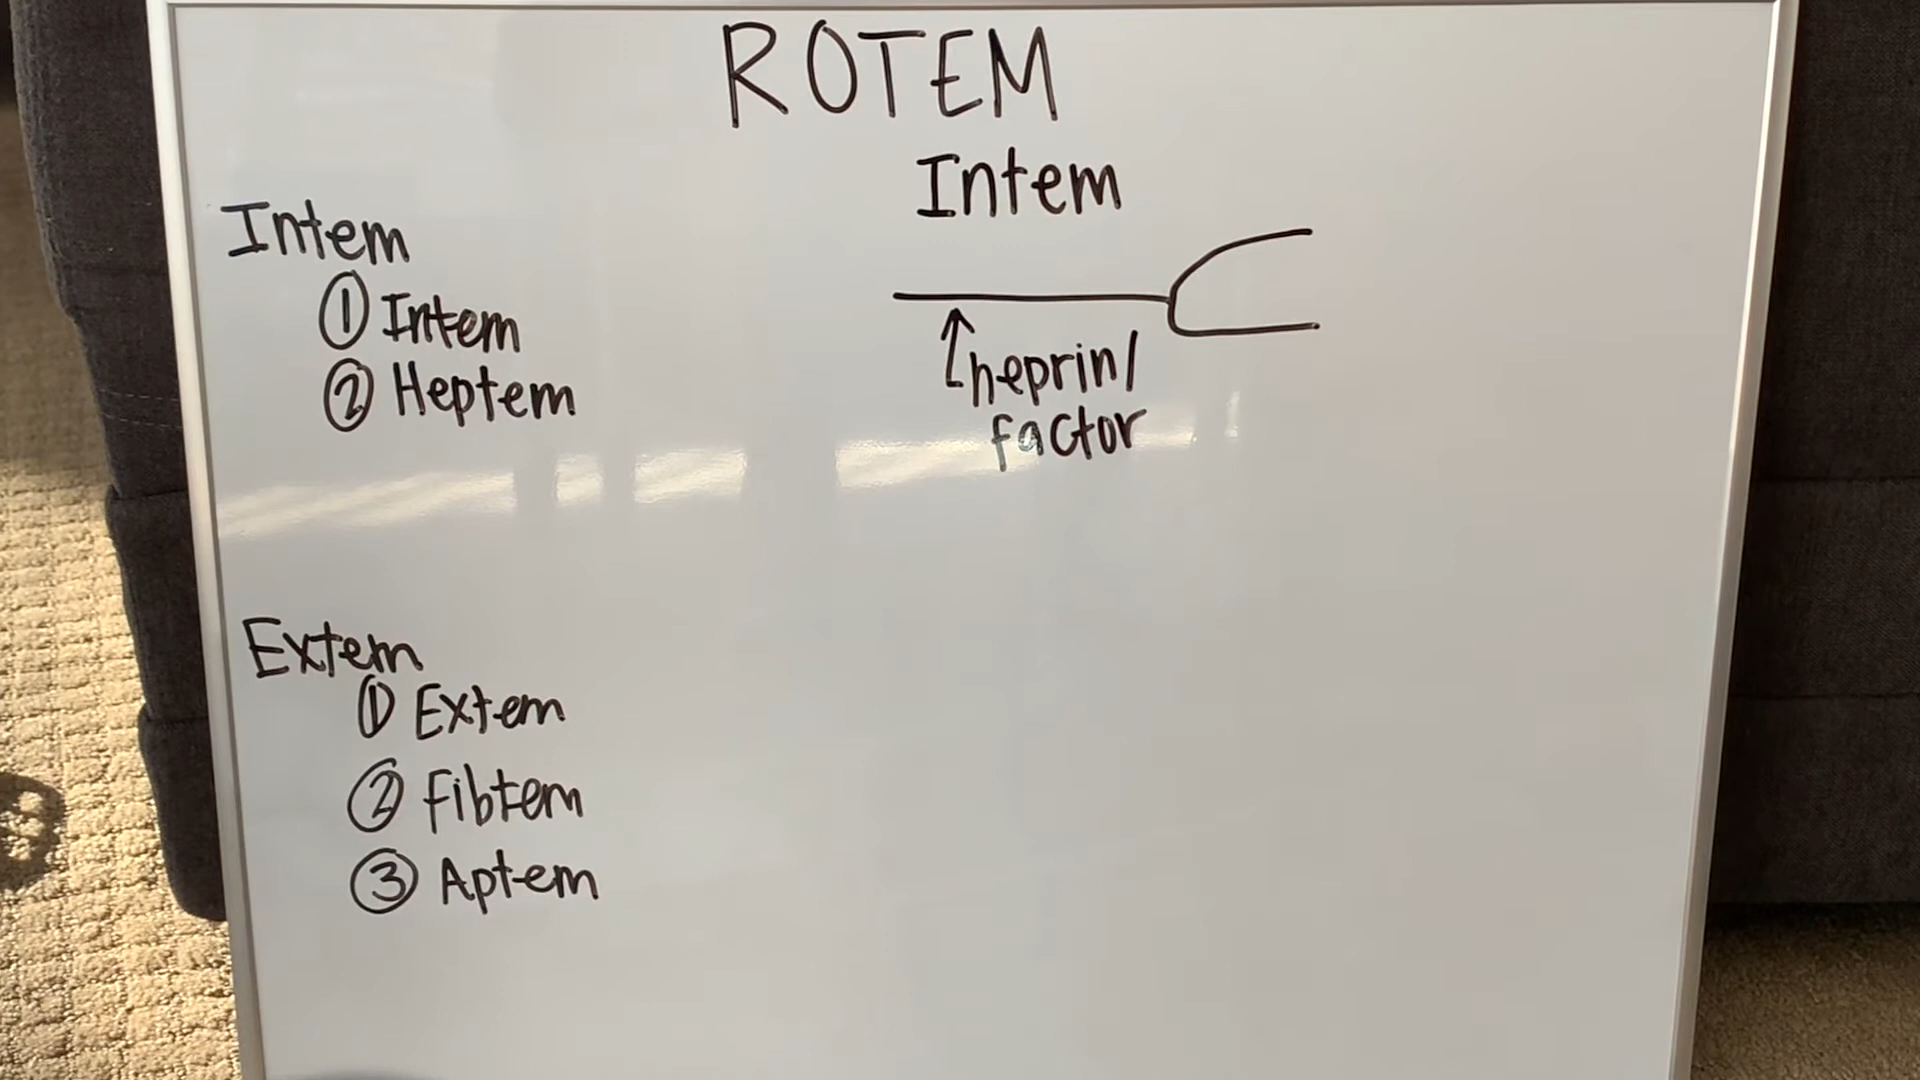 ROTEM
Intem
① Intem
② Heptem
Extem
① Extem
② Fibtem
③ Aptem
Intem
heprin/
factor